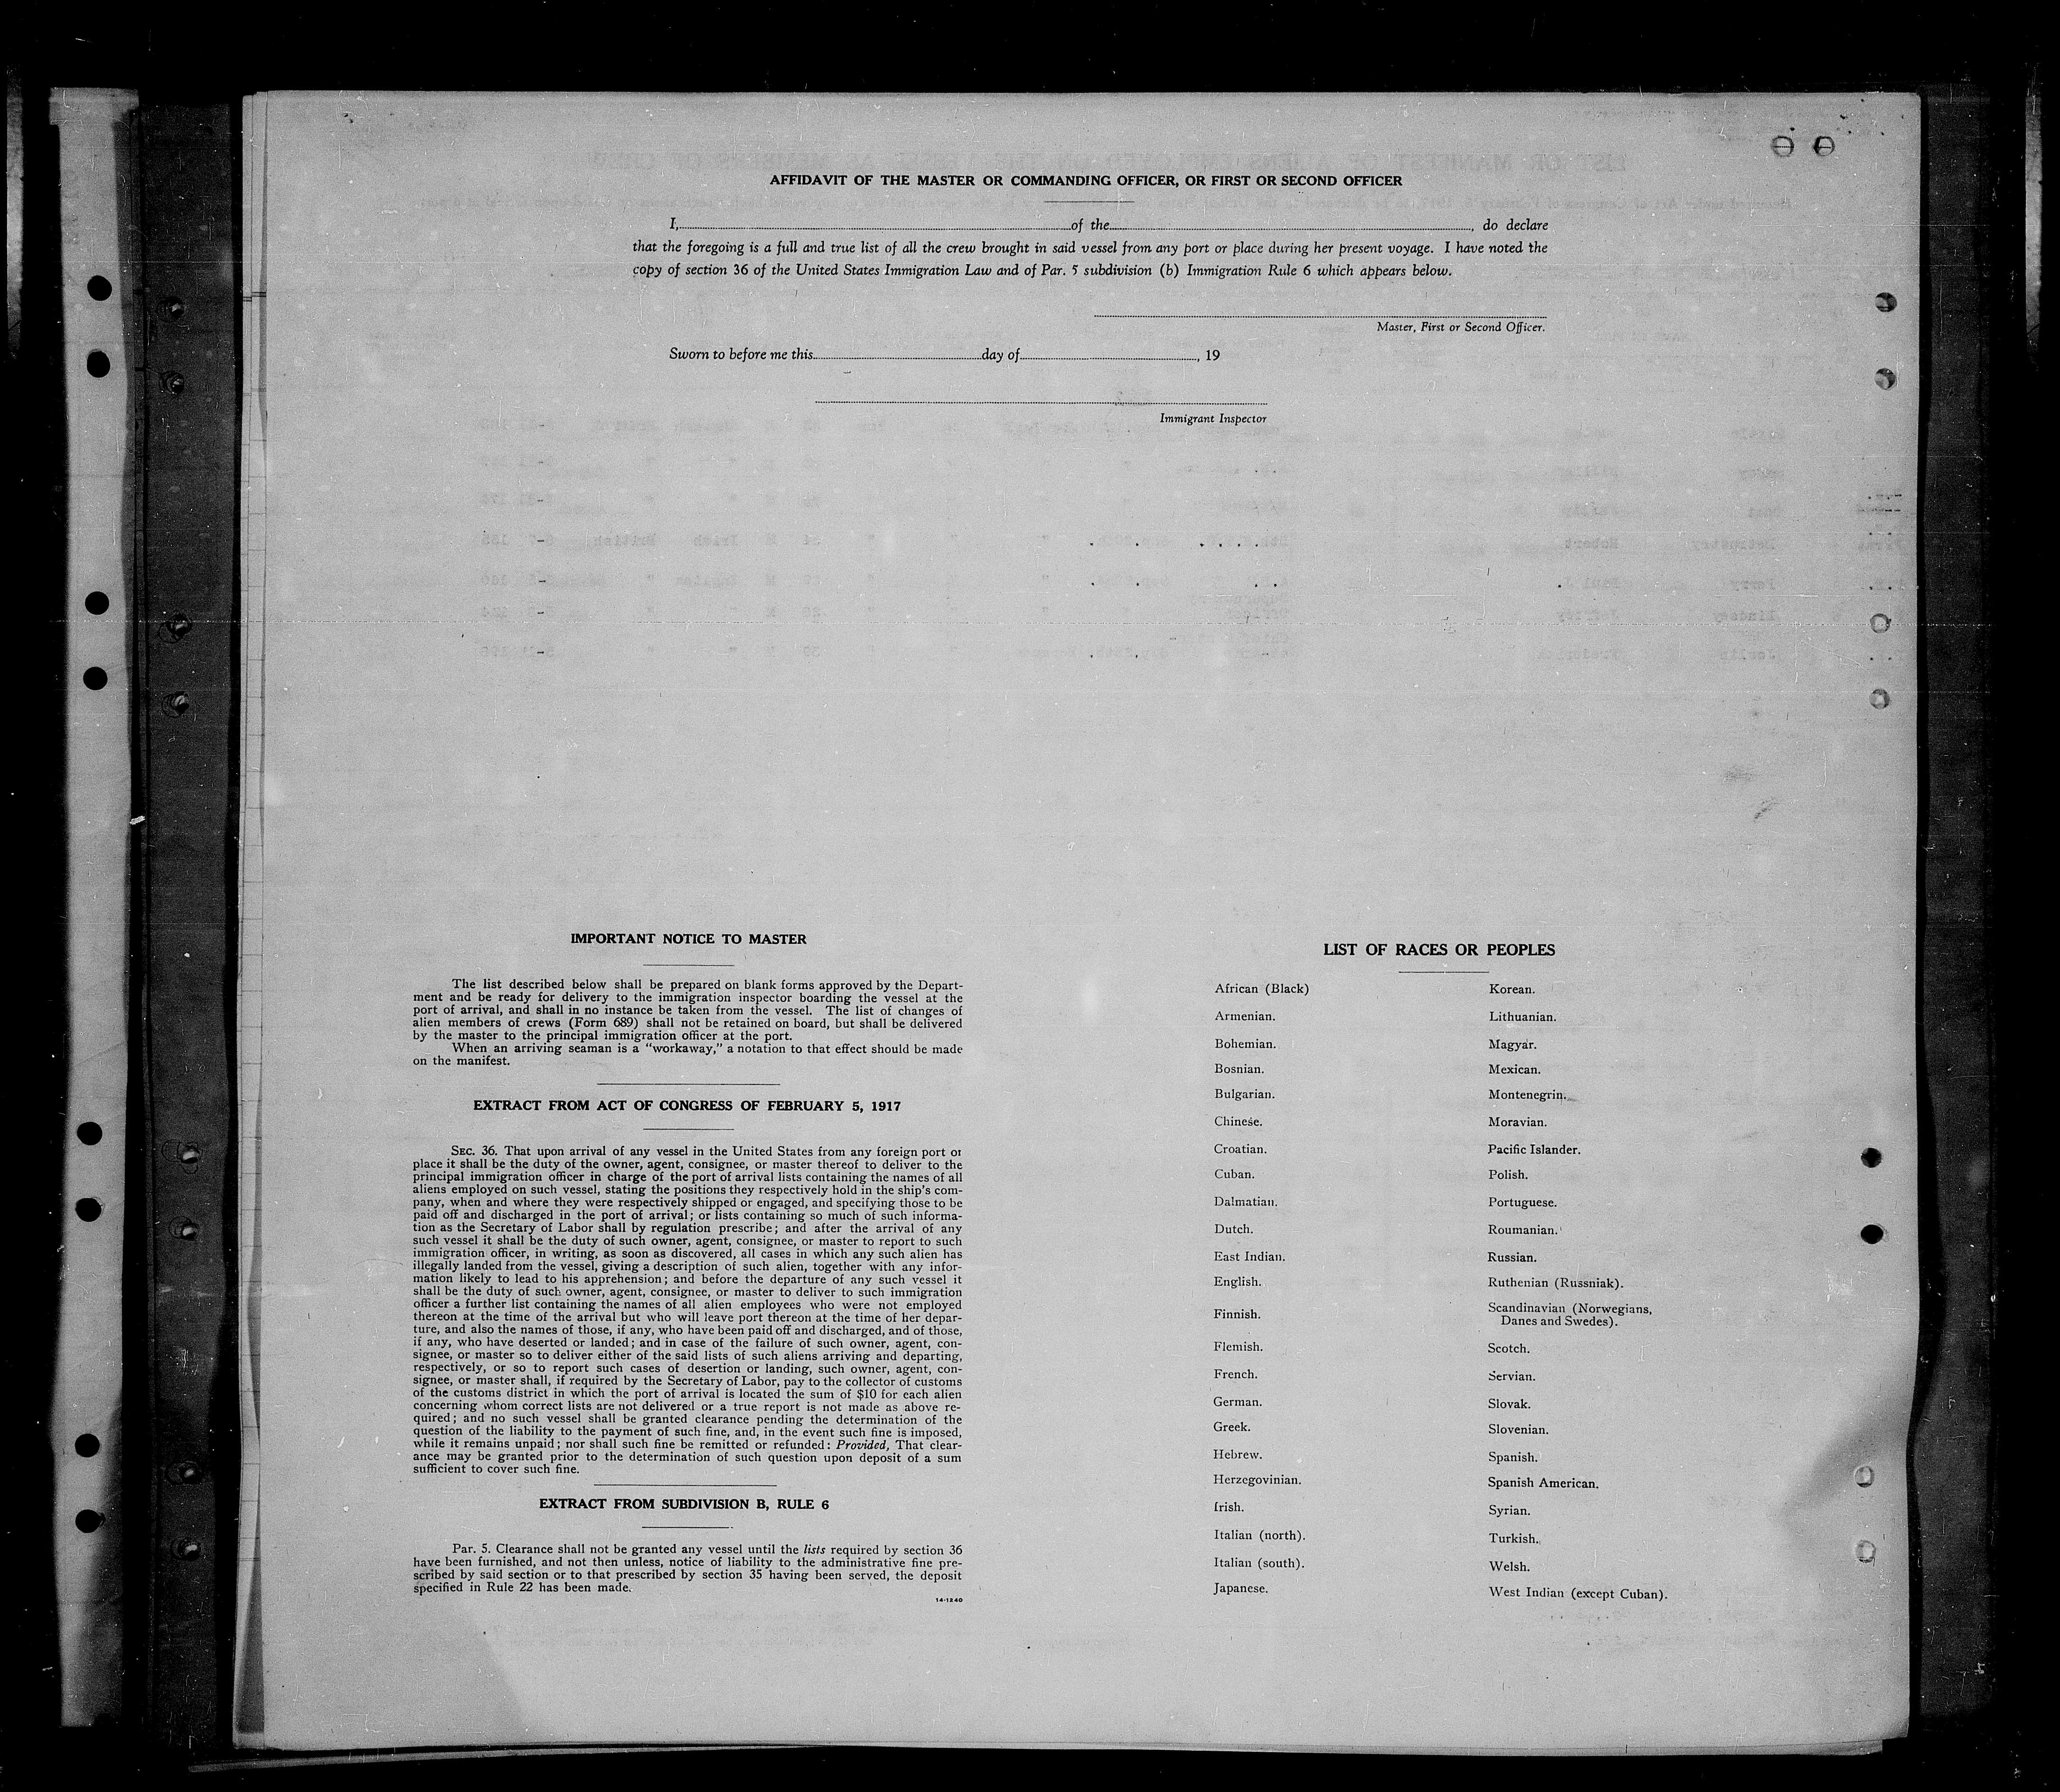 AFFIDAVIT OF THE MASTER OR COMMANDING OFFICER, OR FIRST OR SECOND OFFICER
I, of the , do declare
that the foregoing is a full and true list of all the crew brought in said vessel from any port or place during her present voyage. I have noted the
copy of section 36 of the United States Immigration Law and of Par. 5 subdivision (b) Immigration Rule 6 which appears below.
Master, First or Second Officer.
Sworn to before me this day of , 19
Immigrant Inspector
IMPORTANT NOTICE TO MASTER
The list described below shall be prepared on blank forms approved by the Depart-
ment and be ready for delivery to the immigration inspector boarding the vessel at the
port of arrival, and shall in no instance be taken from the vessel. The list of changes of
alien members of crews (Form 689) shall not be retained on board, but shall be delivered
by the master to the principal immigration officer at the port.
When an arriving seaman is a "workaway," a notation to that effect should be made
on the manifest.
EXTRACT FROM ACT OF CONGRESS OF FEBRUARY 5, 1917
SEC. 36. That upon arrival of any vessel in the United States from any foreign port or
place it shall be the duty of the owner, agent, consignee, or master thereof to deliver to the
principal immigration officer in charge of the port of arrival lists containing the names of all
aliens employed on such vessel, stating the positions they respectively hold in the ship's com-
pany, when and where they were respectively shipped or engaged, and specifying those to be
paid off and discharged in the port of arrival; or lists containing so much of such informa-
tion as the Secretary of Labor shall by regulation prescribe; and after the arrival of any
such vessel it shall be the duty of such owner, agent, consignee, or master to report to such
immigration officer, in writing, as soon as discovered, all cases in which any such alien has
illegally landed from the vessel, giving a description of such alien, together with any infor-
mation likely to lead to his apprehension; and before the departure of any such vessel it
shall be the duty of such owner, agent, consignee, or master to deliver to such immigration
officer a further list containing the names of all alien employees who were not employed
thereon at the time of the arrival but who will leave port thereon at the time of her depar-
ture, and also the names of those, if any, who have been paid off and discharged, and of those,
if any, who have deserted or landed; and in case of the failure of such owner, agent, con-
signee, or master so to deliver either of the said lists of such aliens arriving and departing,
respectively, or so to report such cases of desertion or landing, such owner, agent, con-
signee, or master shall, if required by the Secretary of Labor, pay to the collector of customs
of the customs district in which the port of arrival is located the sum of $10 for each alien
concerning whom correct lists are not delivered or a true report is not made as above re-
quired; and no such vessel shall be granted clearance pending the determination of the
question of the liability to the payment of such fine, and, in the event such fine is imposed,
while it remains unpaid; nor shall such fine be remitted or refunded: Provided, That clear-
ance may be granted prior to the determination of such question upon deposit of a sum
sufficient to cover such fine.
EXTRACT FROM SUBDIVISION B, RULE 6
Par. 5. Clearance shall not be granted any vessel until the lists required by section 36
have been furnished, and not then unless, notice of liability to the administrative fine pre-
scribed by said section or to that prescribed by section 35 having been served, the deposit
specified in Rule 22 has been made.
14-1240
LIST OF RACES OR PEOPLES
African (Black)
Armenian.
Bohemian.
Bosnian.
Bulgarian.
Chinese.
Croatian.
Cuban.
Dalmatian.
Dutch.
East Indian.
English.
Finnish.
Flemish.
French.
German.
Greek.
Hebrew.
Herzegovinian.
Irish.
Italian (north).
Italian (south).
Japanese.
Korean.
Lithuanian.
Magyar.
Mexican.
Montenegrin.
Moravian.
Pacific Islander.
Polish.
Portuguese.
Roumanian.
Russian.
Ruthenian (Russniak).
Scandinavian (Norwegians,
Danes and Swedes).
Scotch.
Servian.
Slovak.
Slovenian.
Spanish.
Spanish American.
Syrian.
Turkish.
Welsh.
West Indian (except Cuban).